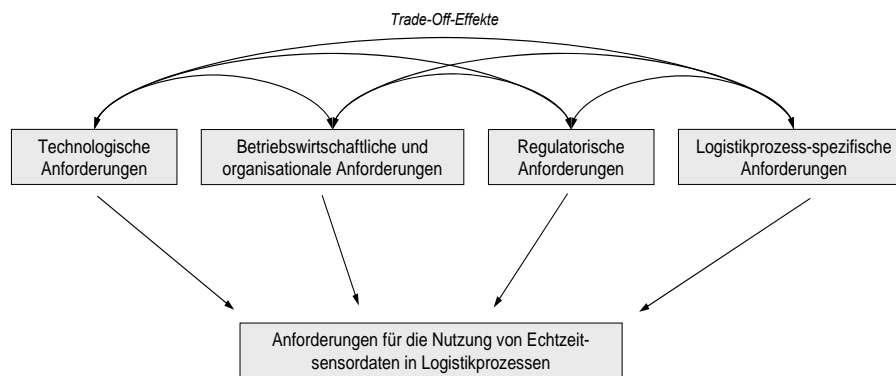 Trade-Off-Effekte
Technologische
Anforderungen
Betriebswirtschaftliche und
organisationale Anforderungen
Regulatorische
Anforderungen
Logistikprozess-spezifische
Anforderungen
Anforderungen für die Nutzung von Echtzeit-
sensordaten in Logistikprozessen